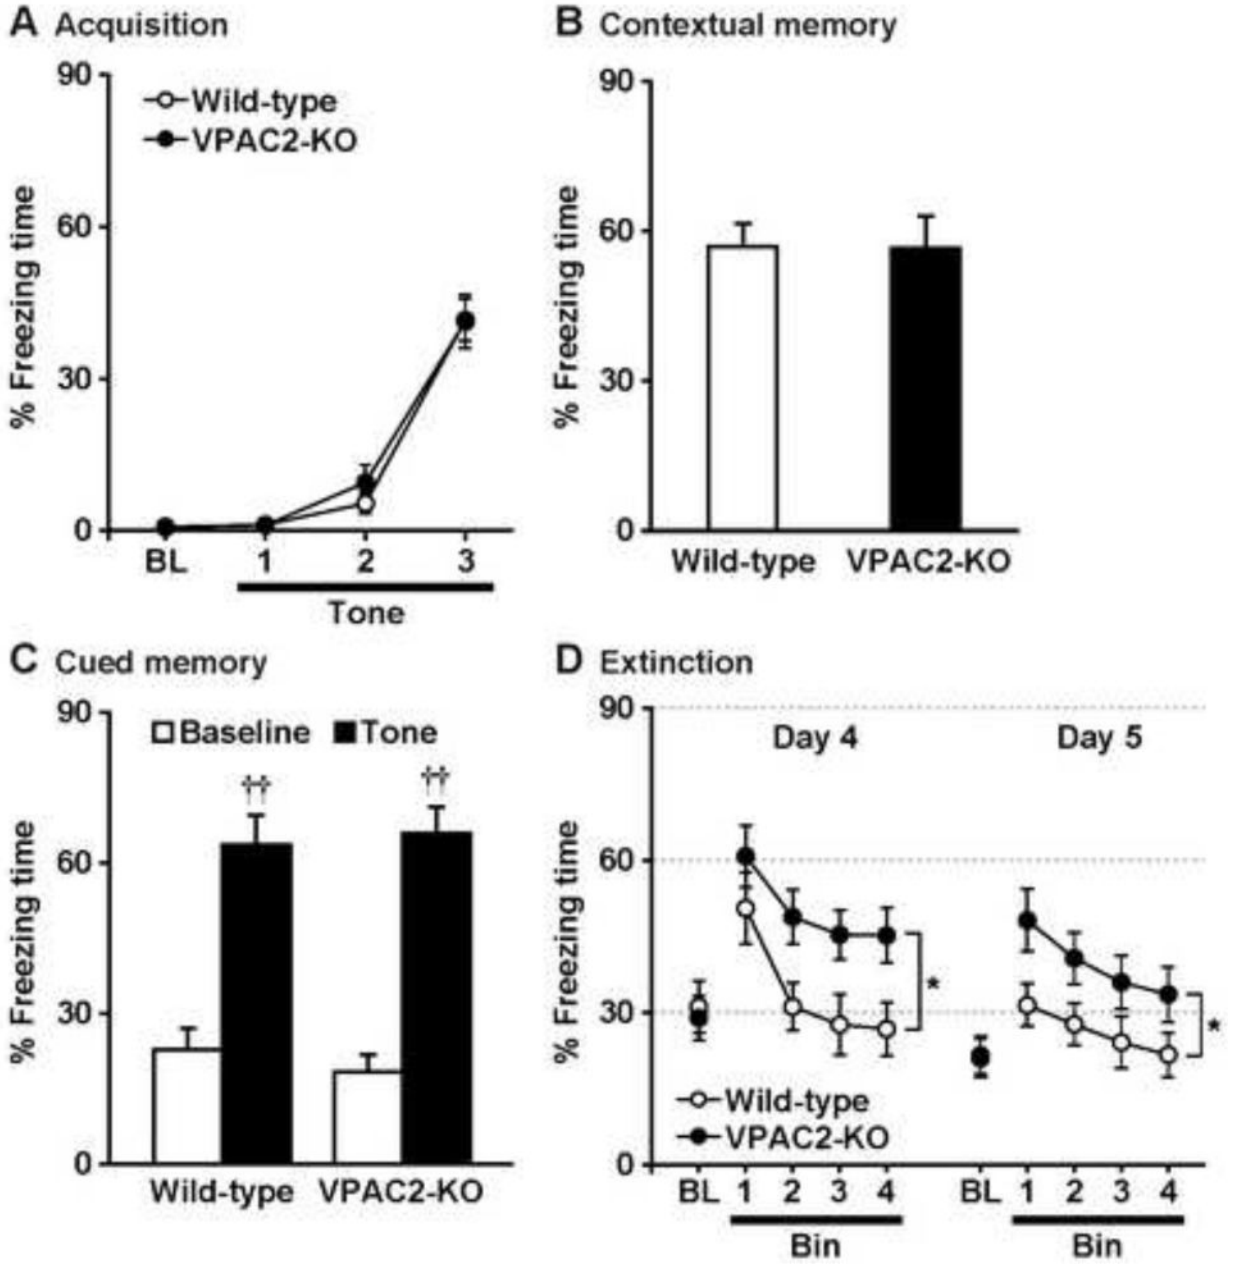 A Acquisition
90
60
30
0
% Freezing time
Wild-type
VPAC2-KO
BL 1 2 3
Tone
B Contextual memory
90
60
30
0
% Freezing time
Wild-type VPAC2-KO
C Cued memory
90
60
30
0
% Freezing time
Baseline Tone
††
††
Wild-type VPAC2-KO
D Extinction
90
60
30
0
% Freezing time
Day 4 Day 5
*
*
Wild-type
VPAC2-KO
BL 1 2 3 4 BL 1 2 3 4
Bin Bin